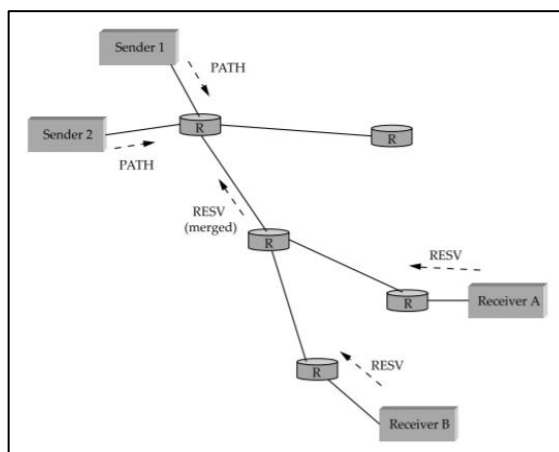 Sender 1
PATH
Sender 2
R
R
PATH
RESV
(merged)
R
RESV
R
Receiver A
R
RESV
Receiver B